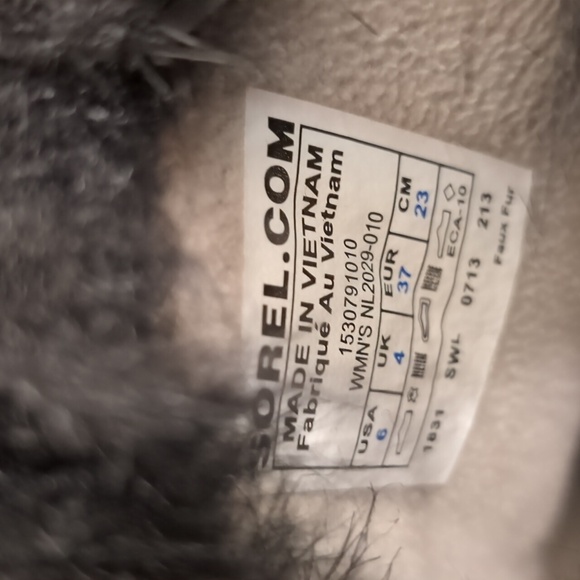 SOREL.COM
MADE IN VIETNAM
Fabriqué Au Vietnam
1530791010
WMN'S NL2029-010
USA UK EUR CM
6 4 37 23
ECA-10
1831 SWL 0713 213
Faux Fur